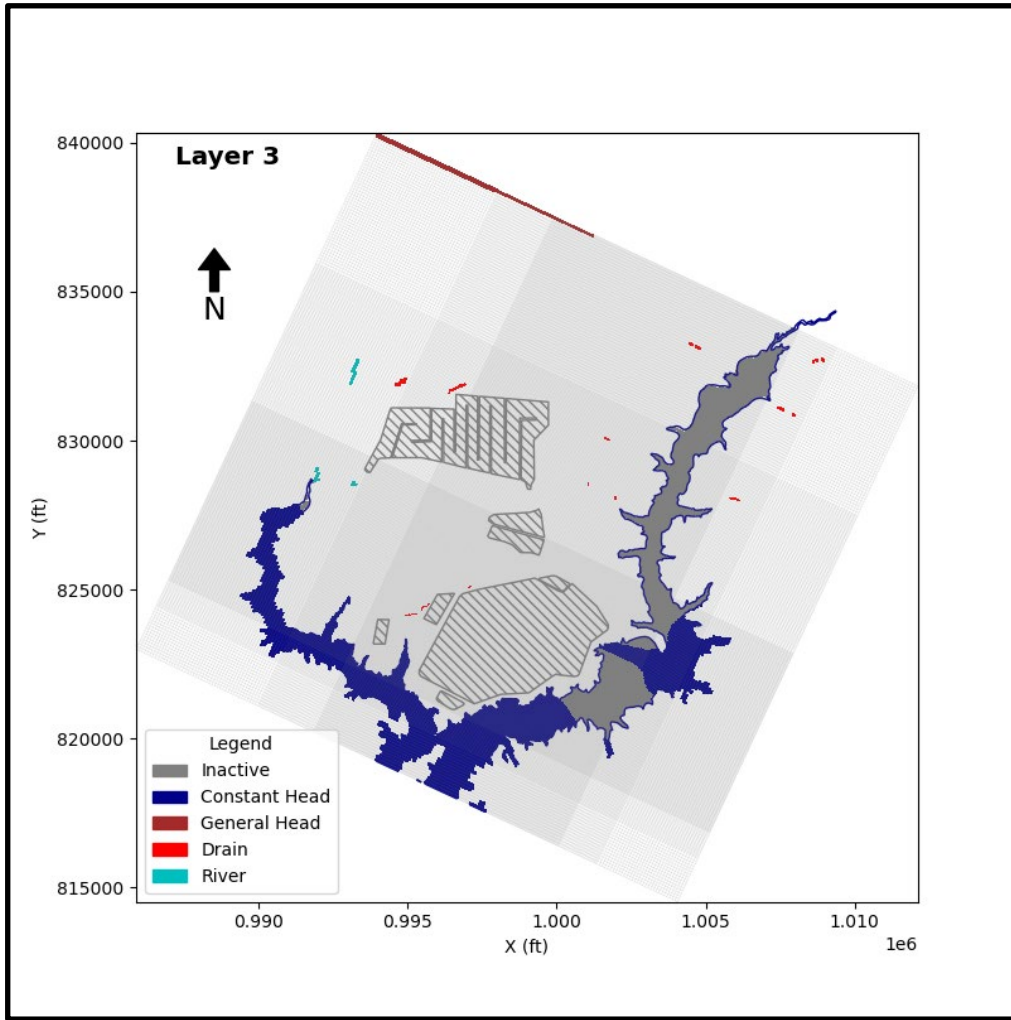 Layer 3
N
840000
835000
830000
825000
820000
815000
Y (ft)
Legend
Inactive
Constant Head
General Head
Drain
River
0.990 0.995 1.000 1.005 1.010
1e6
X (ft)